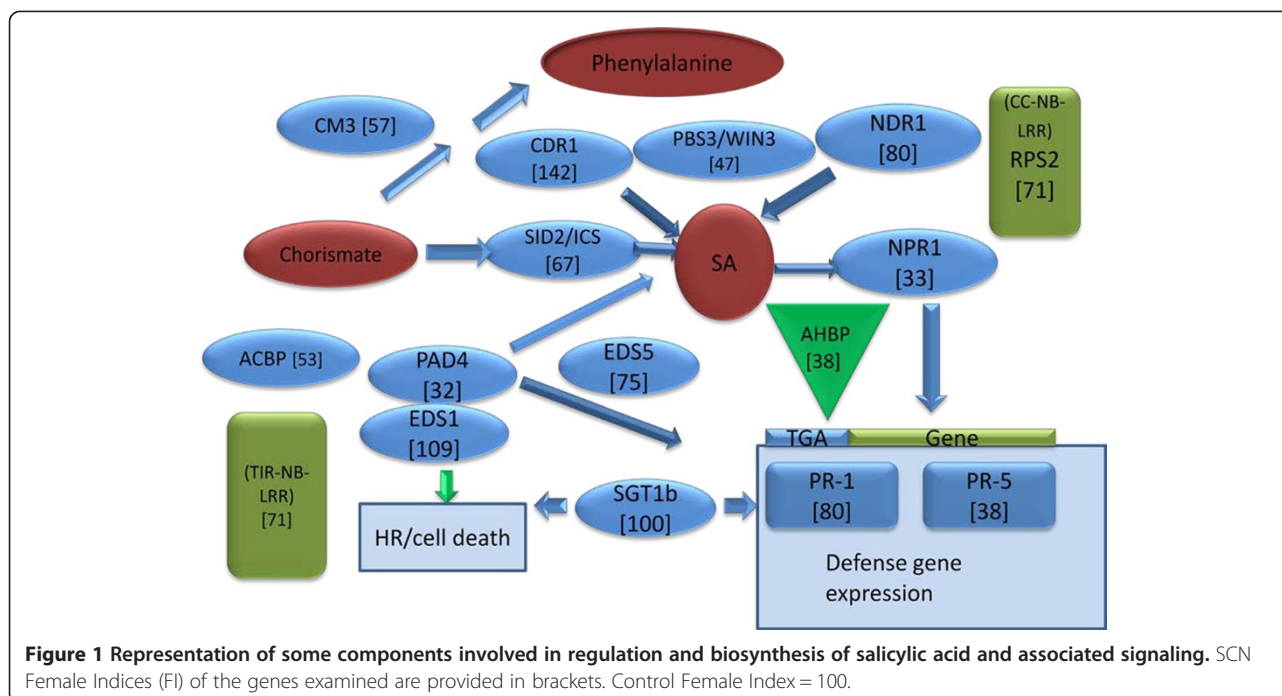 Phenylalanine
CM3 [57]
CDR1
[142]
PBS3/WIN3
[47]
NDR1
[80]
(CC-NB-
LRR)
RPS2
[71]
Chorismate
SID2/ICS
[67]
SA
NPR1
[33]
AHBP
[38]
ACBP [53]
PAD4
[32]
EDS5
[75]
EDS1
[109]
(TIR-NB-
LRR)
[71]
TGA
Gene
SGT1b
[100]
PR-1
[80]
PR-5
[38]
HR/cell death
Defense gene
expression
Figure 1 Representation of some components involved in regulation and biosynthesis of salicylic acid and associated signaling. SCN
Female Indices (FI) of the genes examined are provided in brackets. Control Female Index = 100.